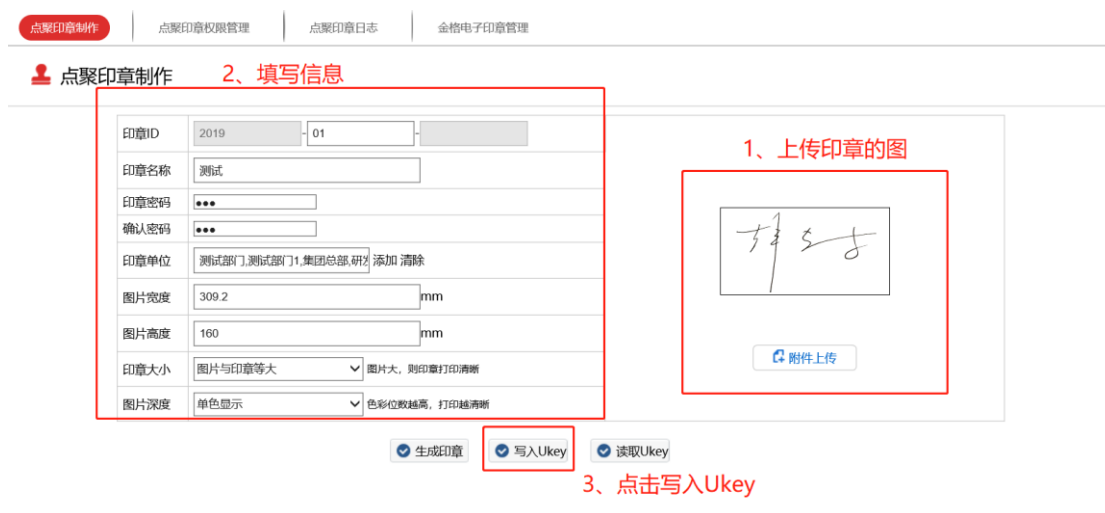 点聚印章制作 点聚印章权限管理 点聚印章日志 金格电子印章管理
点聚印章制作
2、填写信息
印章ID 2019 - 01 -
印章名称 测试
印章密码 •••
确认密码 •••
印章单位 测试部门,测试部门1,集团总部,研发 添加 清除
图片宽度 309.2 mm
图片高度 160 mm
印章大小 图片与印章等大 图片大，则印章打印清晰
图片深度 单色显示 色彩位数越高，打印越清晰
1、上传印章的图
附件上传
生成印章 写入Ukey 读取Ukey
3、点击写入Ukey